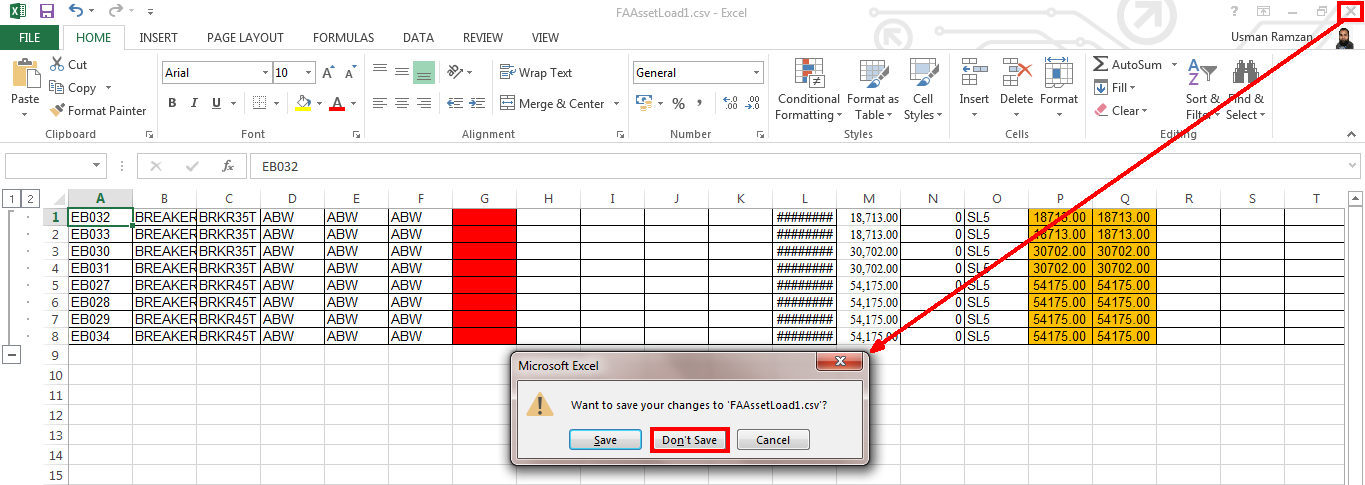 FAAssetLoad1.csv - Excel
FILE HOME INSERT PAGE LAYOUT FORMULAS DATA REVIEW VIEW Usman Ramzan
Paste
Cut
Copy
Format Painter
Clipboard
Arial 10
B I U
Font
Wrap Text
Merge & Center
Alignment
General
$ % ,
Number
Conditional Formatting
Format as Table
Cell Styles
Styles
Insert
Delete
Format
Cells
AutoSum
Fill
Clear
Sort & Filter
Find & Select
Editing
fx EB032
1 2 A B C D E F G H I J K L M N O P Q R S T
1 EB032 BREAKER BRKR35T ABW ABW ABW ######## 18,713.00 0 SL5 18713.00 18713.00
2 EB033 BREAKER BRKR35T ABW ABW ABW ######## 18,713.00 0 SL5 18713.00 18713.00
3 EB030 BREAKER BRKR35T ABW ABW ABW ######## 30,702.00 0 SL5 30702.00 30702.00
4 EB031 BREAKER BRKR35T ABW ABW ABW ######## 30,702.00 0 SL5 30702.00 30702.00
5 EB027 BREAKER BRKR45T ABW ABW ABW ######## 54,175.00 0 SL5 54175.00 54175.00
6 EB028 BREAKER BRKR45T ABW ABW ABW ######## 54,175.00 0 SL5 54175.00 54175.00
7 EB029 BREAKER BRKR45T ABW ABW ABW ######## 54,175.00 0 SL5 54175.00 54175.00
8 EB034 BREAKER BRKR45T ABW ABW ABW ######## 54,175.00 0 SL5 54175.00 54175.00
9
10
11
12
13
14
15
Microsoft Excel
Want to save your changes to 'FAAssetLoad1.csv'?
Save Don't Save Cancel